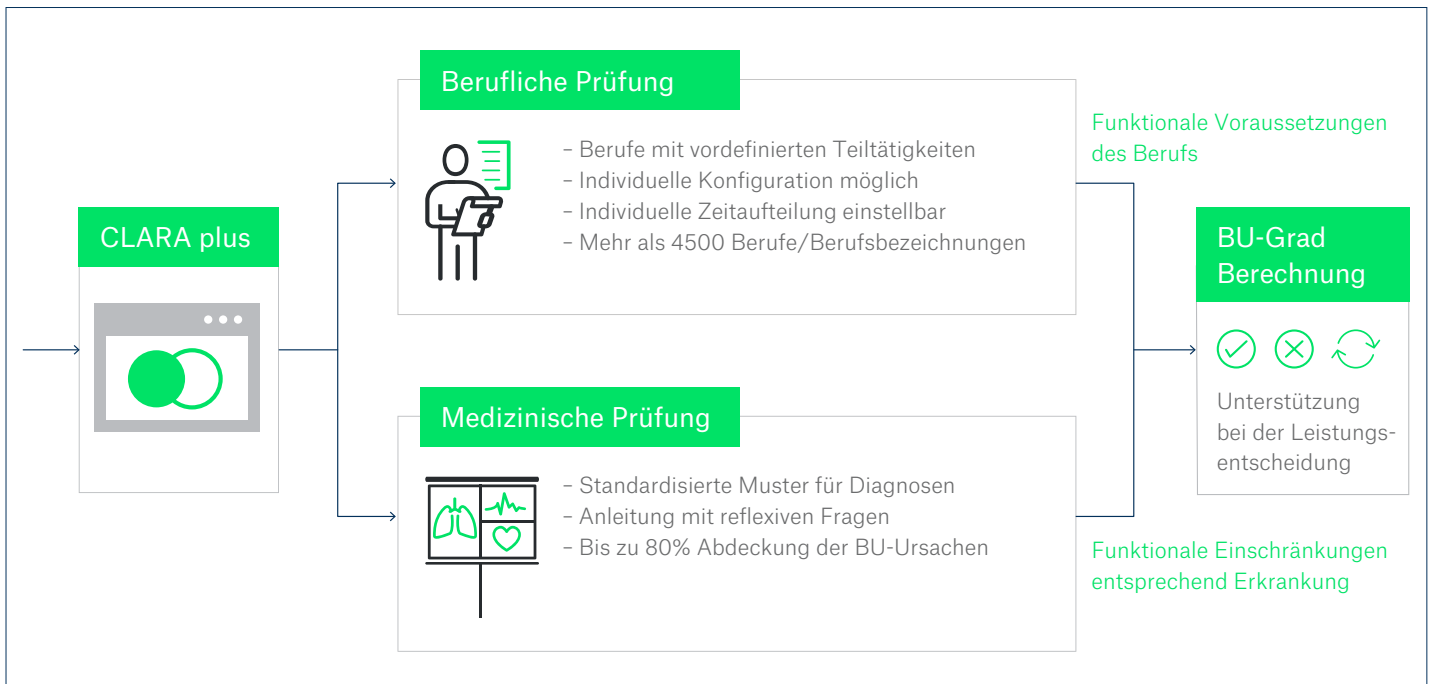 CLARA plus
Berufliche Prüfung
– Berufe mit vordefinierten Teiltätigkeiten
– Individuelle Konfiguration möglich
– Individuelle Zeitaufteilung einstellbar
– Mehr als 4500 Berufe/Berufsbezeichnungen
Medizinische Prüfung
– Standardisierte Muster für Diagnosen
– Anleitung mit reflexiven Fragen
– Bis zu 80% Abdeckung der BU-Ursachen
Funktionale Voraussetzungen
des Berufs
Funktionale Einschränkungen
entsprechend Erkrankung
BU-Grad
Berechnung
Unterstützung
bei der Leistungs-
entscheidung